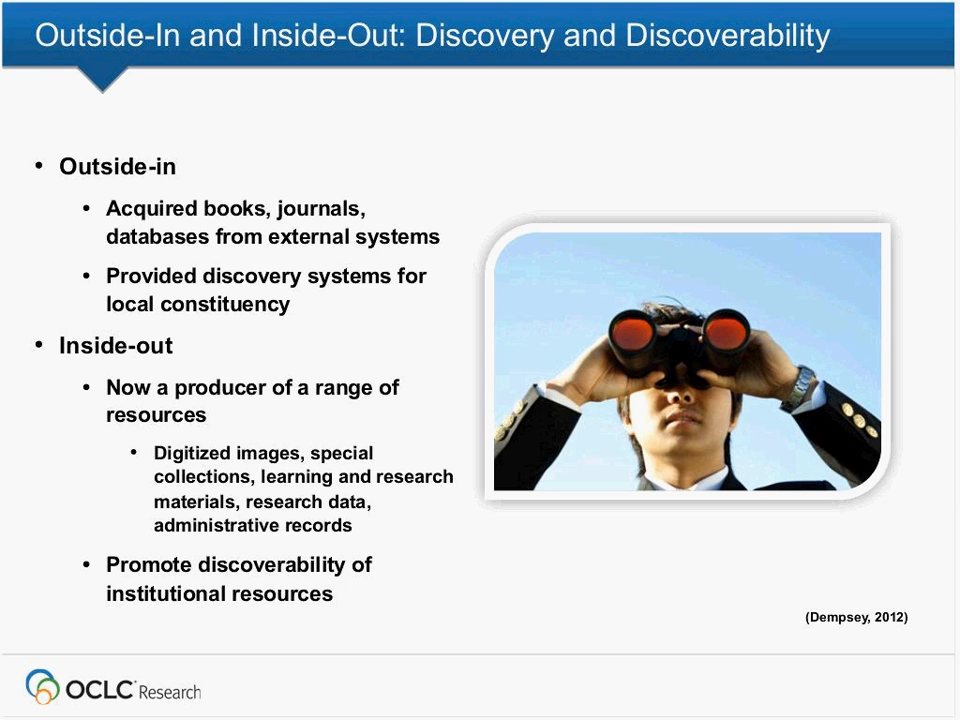 Outside-In and Inside-Out: Discovery and Discoverability
• Outside-in
• Acquired books, journals,
databases from external systems
• Provided discovery systems for
local constituency
• Inside-out
• Now a producer of a range of
resources
• Digitized images, special
collections, learning and research
materials, research data,
administrative records
• Promote discoverability of
institutional resources
(Dempsey, 2012)
OCLC Research